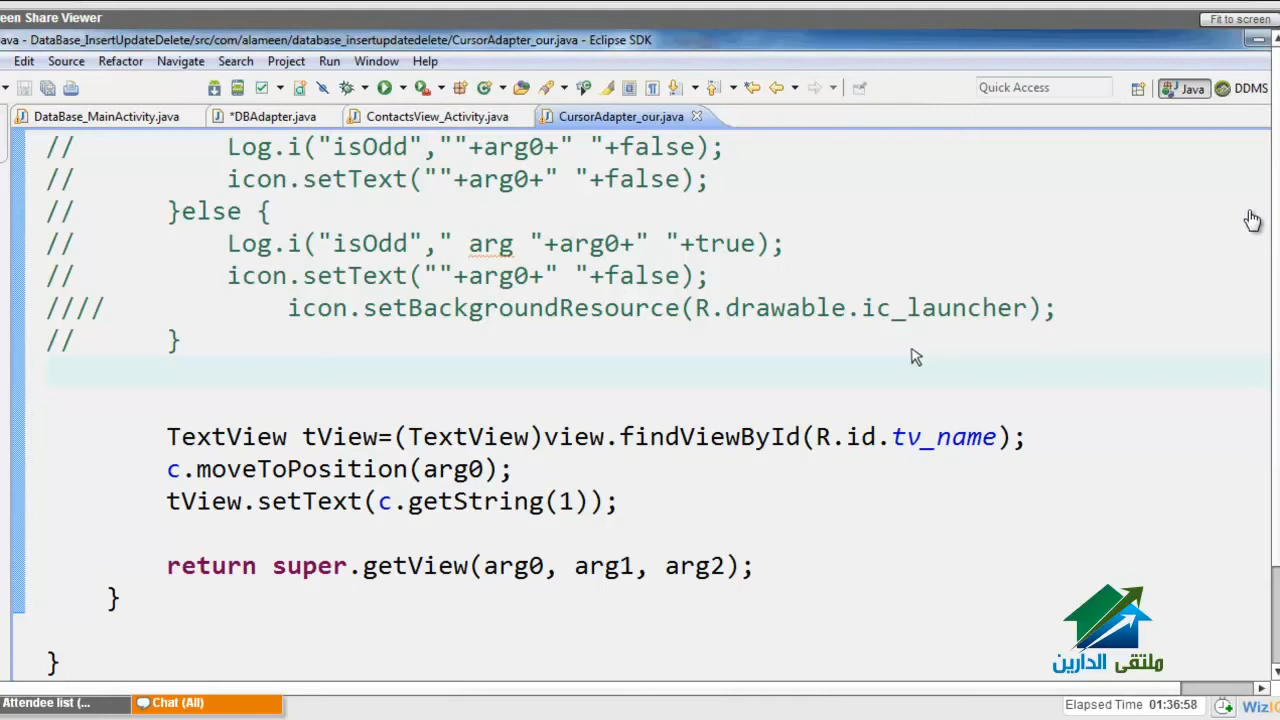 een Share Viewer
Fit to screen
ava - DataBase_InsertUpdateDelete/src/com/alameen/database_insertupdatedelete/CursorAdapter_our.java - Eclipse SDK
Edit Source Refactor Navigate Search Project Run Window Help
Quick Access
Java
DDMS
DataBase_MainActivity.java
*DBAdapter.java
ContactsView_Activity.java
CursorAdapter_our.java
// Log.i("isOdd",""+arg0+" "+false);
// icon.setText(""+arg0+" "+false);
// }else {
// Log.i("isOdd"," arg "+arg0+" "+true);
// icon.setText(""+arg0+" "+false);
//// icon.setBackgroundResource(R.drawable.ic_launcher);
// }
TextView tView=(TextView)view.findViewById(R.id.tv_name);
c.moveToPosition(arg0);
tView.setText(c.getString(1));
return super.getView(arg0, arg1, arg2);
}
}
ملتقى الدارين
Attendee list (...
Chat (All)
Elapsed Time 01:36:58
WizI